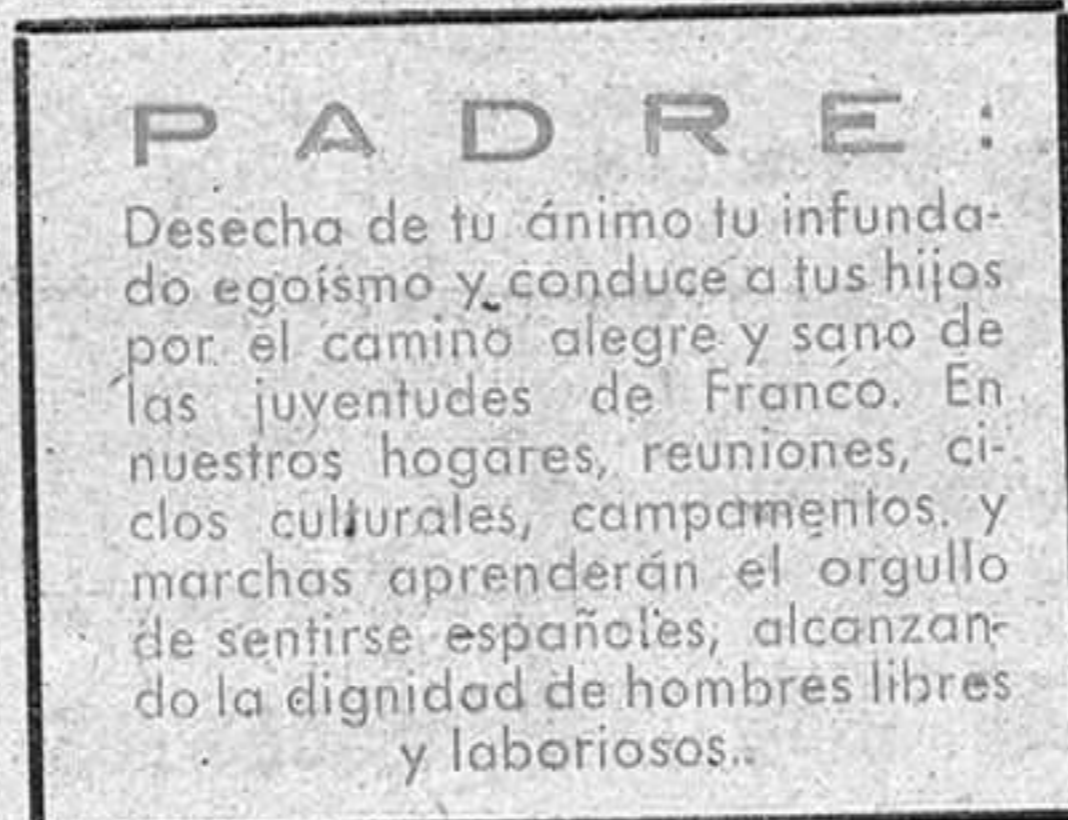 PADRE:
Desecha de tu ánimo tu infunda-
do egoísmo y conduce a tus hijos
por el camino alegre y sano de
las juventudes de Franco. En
nuestros hogares, reuniones, ci-
clos culturales, campamentos. y
marchas aprenderán el orgullo
de sentirse españoles, alcanzan-
do la dignidad de hombres libres
y laboriosos..